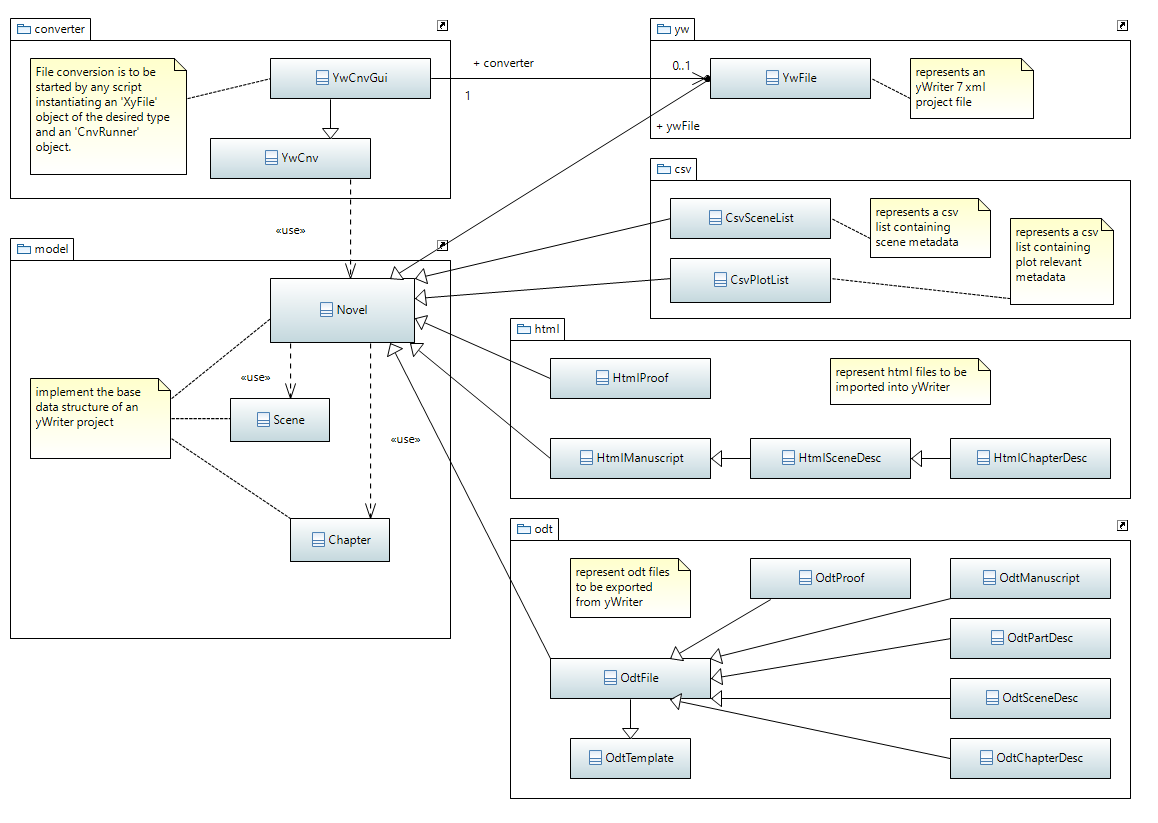 converter
File conversion is to be
started by any script
instantiating an 'XyFile'
object of the desired type
and an 'CnvRunner'
object.
YwCnvGui
YwCnv
+ converter
1
0..1
+ ywFile
yw
YwFile
represents an
yWriter 7 xml
project file
csv
CsvSceneList
CsvPlotList
represents a csv
list containing
scene metadata
represents a csv
list containing
plot relevant
metadata
«use»
model
Novel
«use»
«use»
implement the base
data structure of an
yWriter project
Scene
Chapter
html
HtmlProof
represent html files to be
imported into yWriter
HtmlManuscript
HtmlSceneDesc
HtmlChapterDesc
odt
represent odt files
to be exported
from yWriter
OdtProof
OdtManuscript
OdtPartDesc
OdtFile
OdtSceneDesc
OdtTemplate
OdtChapterDesc